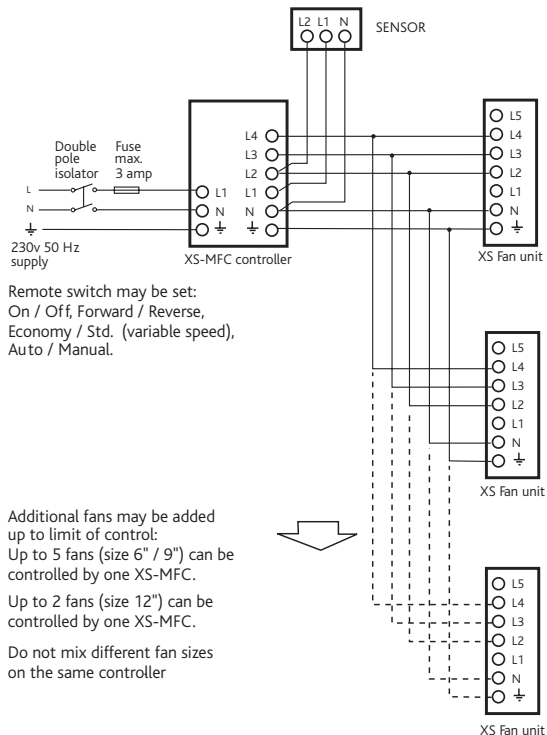 L2 L1 N
SENSOR
L5
L4 L4
L3 L3
Double pole isolator
Fuse max. 3 amp
L2 L2
L L1 L1 L1
N N N N
230v 50 Hz
supply
XS-MFC controller
XS Fan unit
Remote switch may be set:
On / Off, Forward / Reverse,
Economy / Std. (variable speed),
Auto / Manual.
L5
L4
L3
L2
L1
N
XS Fan unit
Additional fans may be added
up to limit of control:
Up to 5 fans (size 6" / 9") can be
controlled by one XS-MFC.
Up to 2 fans (size 12") can be
controlled by one XS-MFC.
Do not mix different fan sizes
on the same controller
L5
L4
L3
L2
L1
N
XS Fan unit